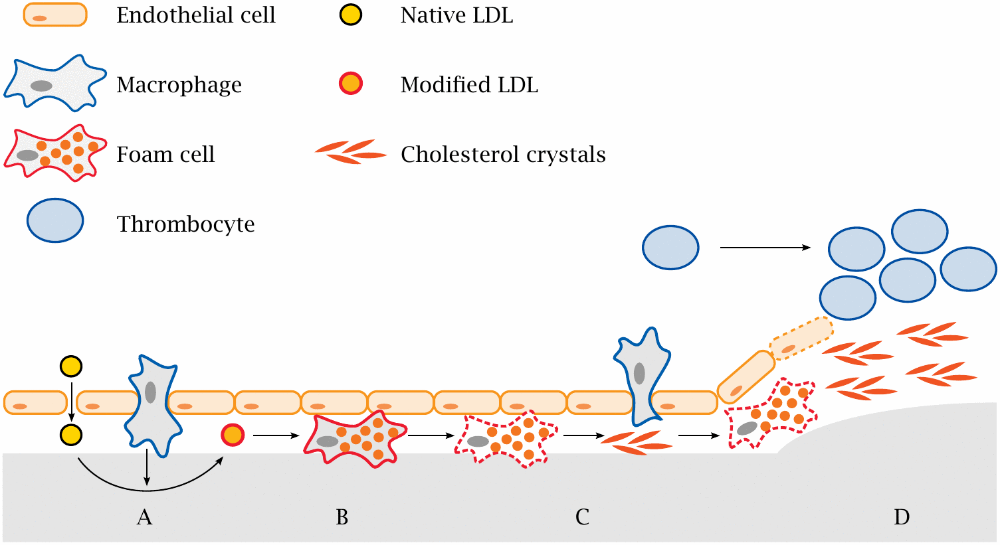 Endothelial cell
Native LDL
Macrophage
Modified LDL
Foam cell
Cholesterol crystals
Thrombocyte
A
B
C
D